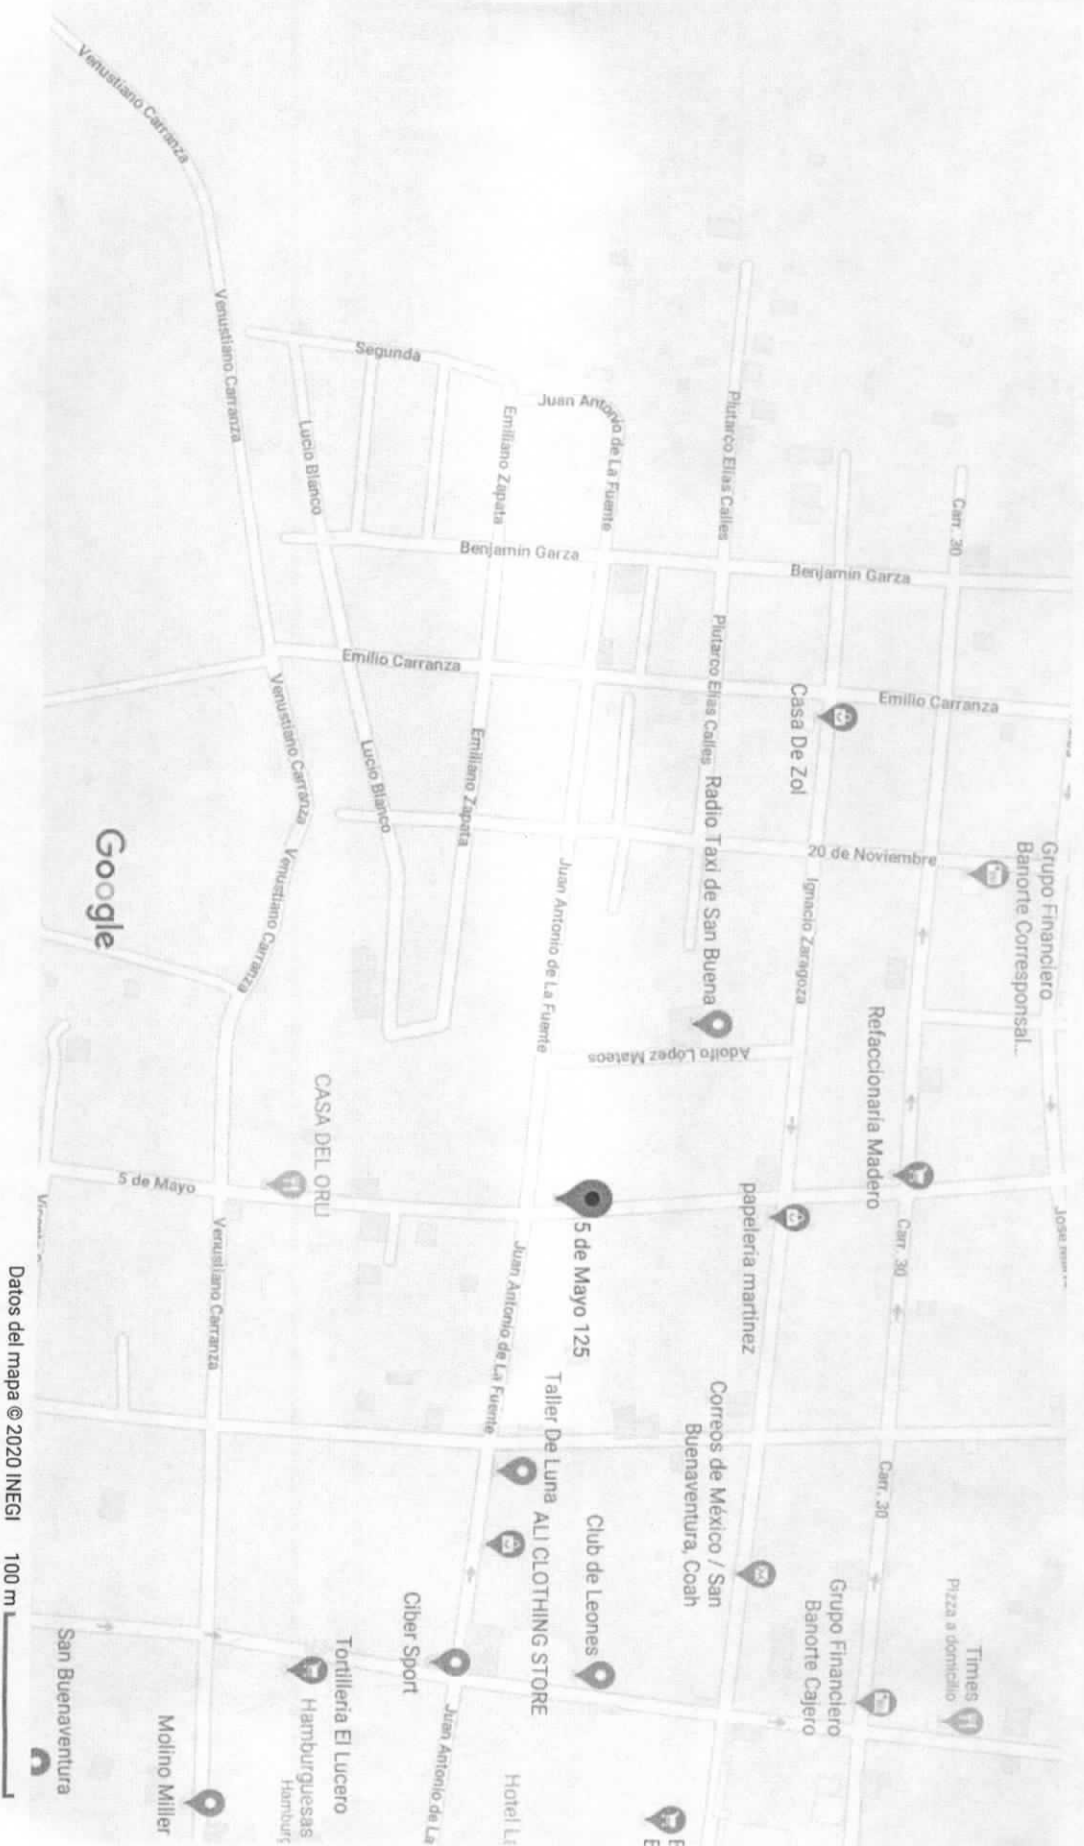 Carr. 30
Grupo Financiero
Banorte Corresponsal...
Benjamín Garza
Emilio Carranza
20 de Noviembre
Refaccionaria Madero
Carr. 30
Carr. 30
Times
Pizza a domicilio
Grupo Financiero
Banorte Cajero
Casa De Zol
Ignacio Zaragoza
papelería martinez
Correos de México / San
Buenaventura, Coah
Plutarco Elías Calles
Plutarco Elías Calles
Radio Taxi de San Buena
Adolfo López Mateos
5 de Mayo 125
Club de Leones
Juan Antonio de La Fuente
Juan Antonio de La Fuente
Juan Antonio de La Fuente
Taller De Luna
ALI CLOTHING STORE
Juan Antonio de La
Ciber Sport
Emiliano Zapata
Benjamín Garza
Emiliano Zapata
Segunda
Lucio Blanco
Emilio Carranza
Lucio Blanco
CASA DEL ORLI
Tortilleria El Lucero
Hamburguesas
Venustiano Carranza
Venustiano Carranza
Venustiano Carranza
Venustiano Carranza
5 de Mayo
Venustiano Carranza
Molino Miller
Google
San Buenaventura
Datos del mapa © 2020 INEGI 100 m